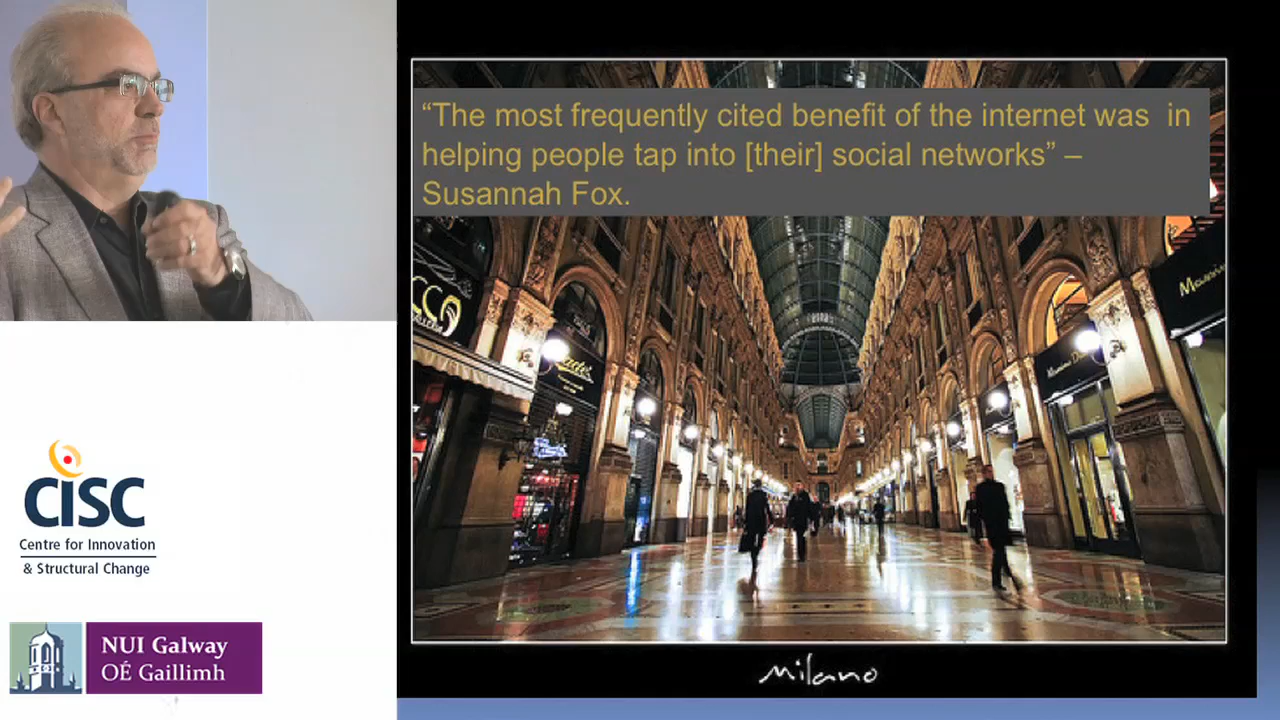 “The most frequently cited benefit of the internet was  in
helping people tap into [their] social networks” –
Susannah Fox.
Milano
CISC
Centre for Innovation
& Structural Change
NUI Galway
OÉ Gaillimh